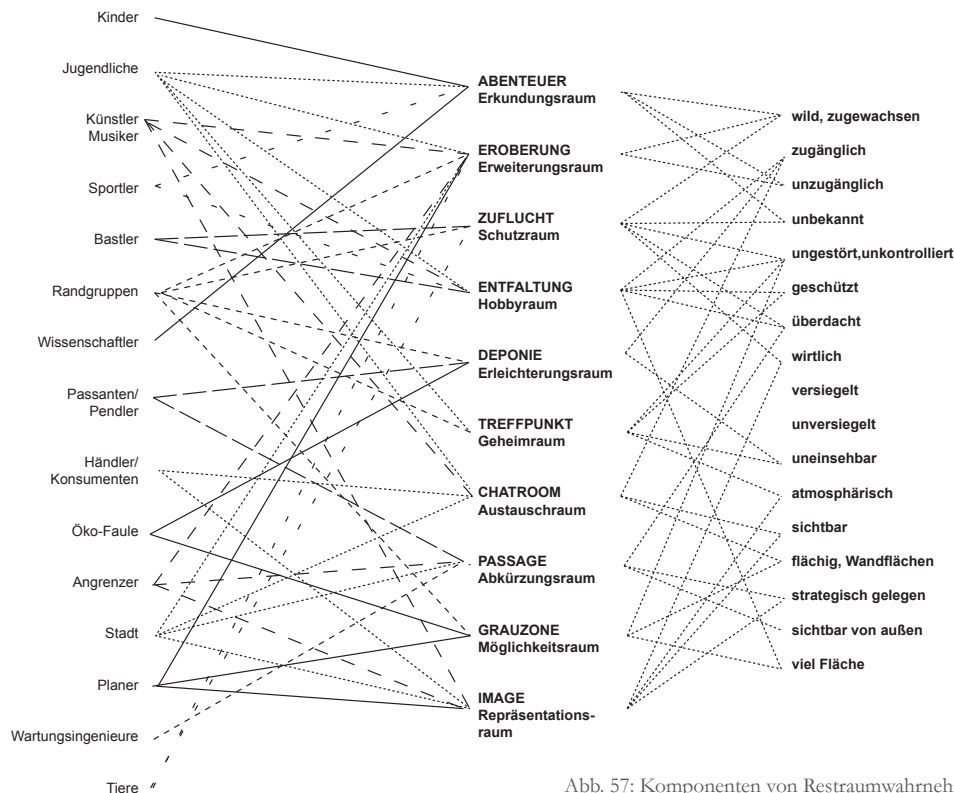 Kinder
Jugendliche
Künstler
Musiker
Sportler
Bastler
Randgruppen
Wissenschaftler
Passanten/
Pendler
Händler/
Konsumenten
Öko-Faule
Angrenzer
Stadt
Planer
Wartungsingenieure
Tiere
ABENTEUER
Erkundungsraum
EROBERUNG
Erweiterungsraum
ZUFLUCHT
Schutzraum
ENTFALTUNG
Hobbyraum
DEPONIE
Erleichterungsraum
TREFFPUNKT
Geheimraum
CHATROOM
Austauschraum
PASSAGE
Abkürzungsraum
GRAUZONE
Möglichkeitsraum
IMAGE
Repräsentations-
raum
wild, zugewachsen
zugänglich
unzugänglich
unbekannt
ungestört,unkontrolliert
geschützt
überdacht
wirtlich
versiegelt
unversiegelt
uneinsehbar
atmosphärisch
sichtbar
flächig, Wandflächen
strategisch gelegen
sichtbar von außen
viel Fläche
Abb. 57: Komponenten von Restraumwahrneh